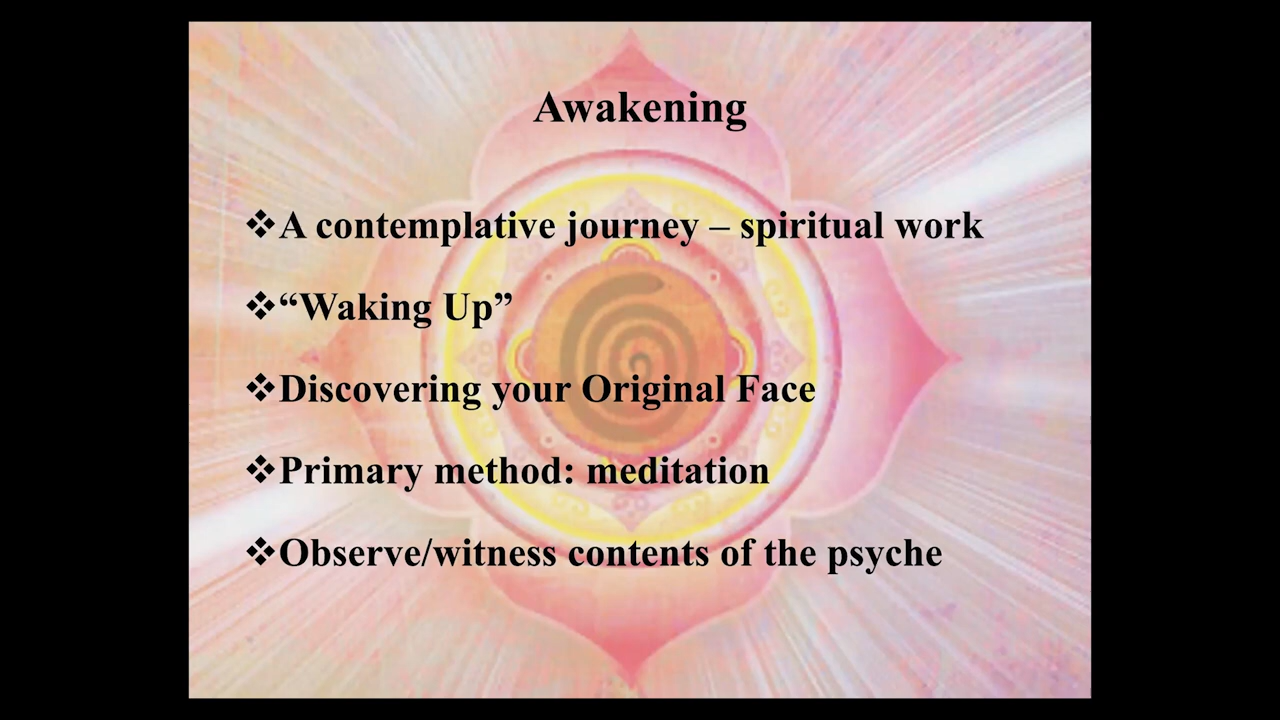 Awakening
❖A contemplative journey – spiritual work
❖“Waking Up”
❖Discovering your Original Face
❖Primary method: meditation
❖Observe/witness contents of the psyche